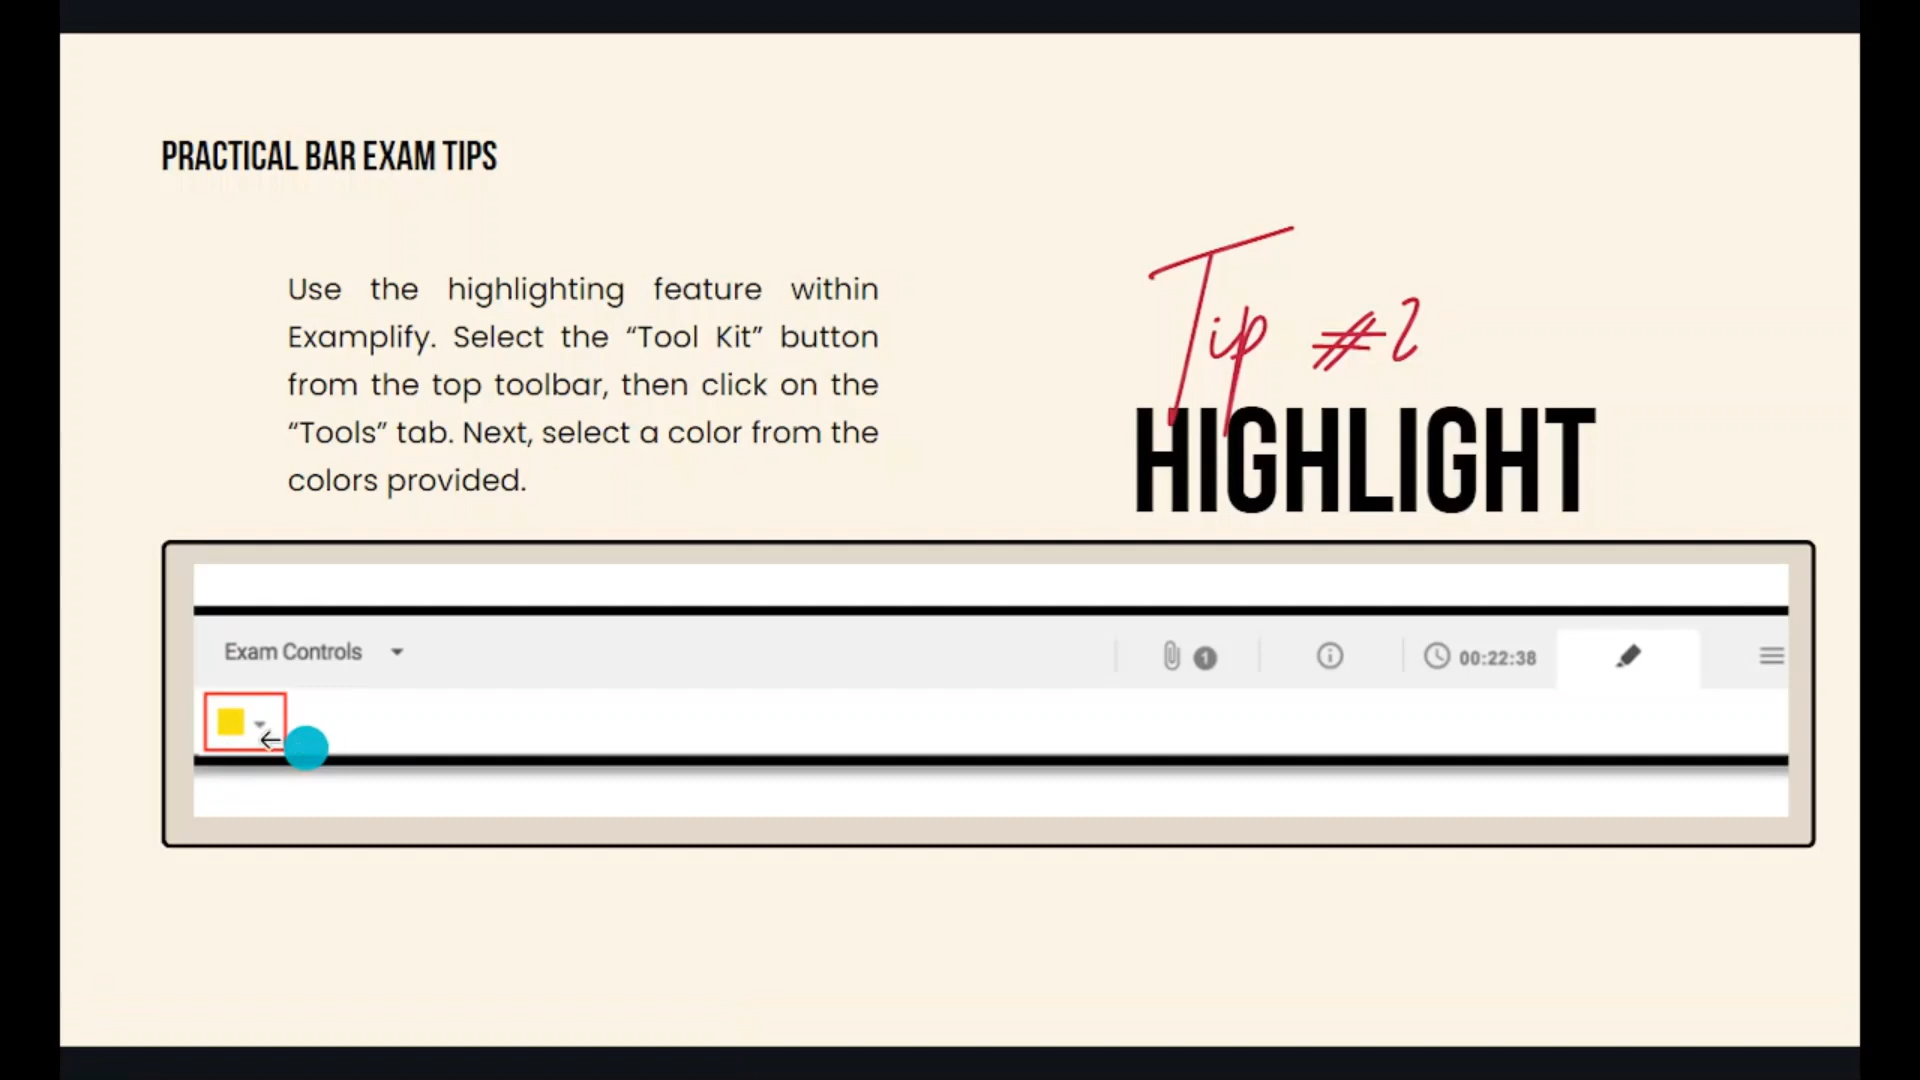 PRACTICAL BAR EXAM TIPS
Use the highlighting feature within
Examplify. Select the “Tool Kit” button
from the top toolbar, then click on the
“Tools” tab. Next, select a color from the
colors provided.
Tip #2
HIGHLIGHT
Exam Controls
1
00:22:38